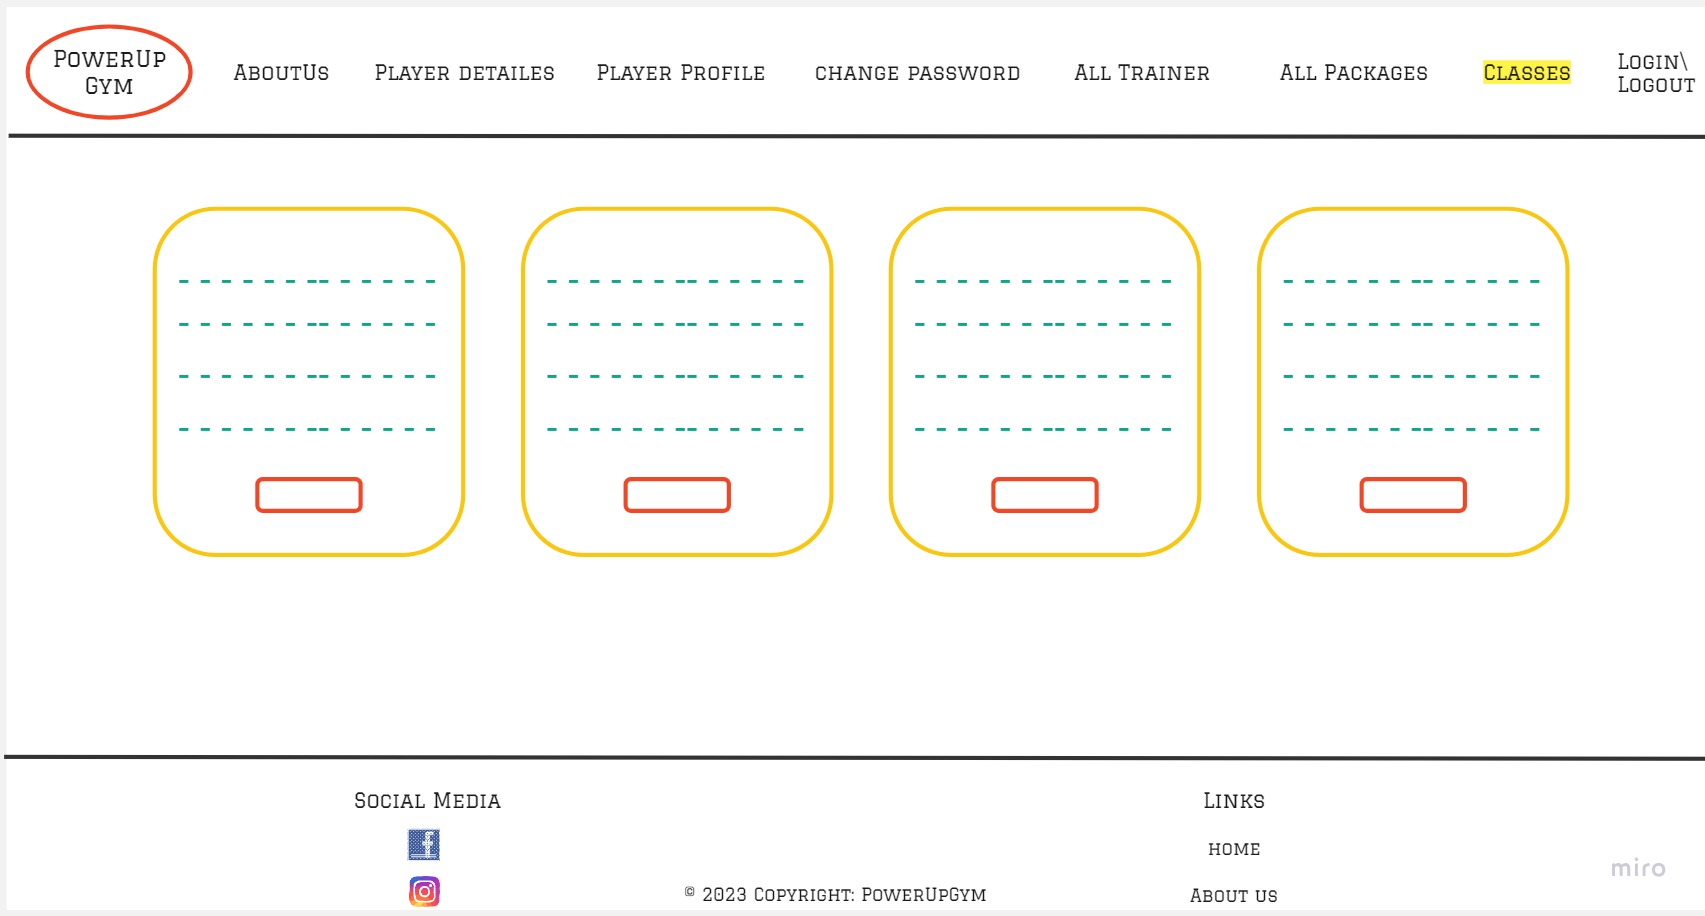 PowerUp
Gym
AboutUs
Player detailes
Player Profile
change password
All Trainer
All Packages
Classes
Login\
Logout
Social Media
Links
home
© 2023 Copyright: PowerUpGym
About us
miro